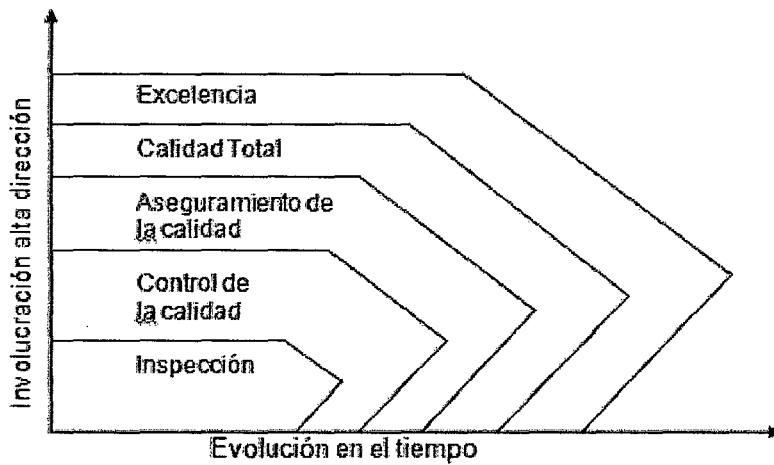 Excelencia
Calidad Total
Aseguramiento de
la calidad
Control de
la calidad
Inspección
Involucración alta dirección
Evolución en el tiempo